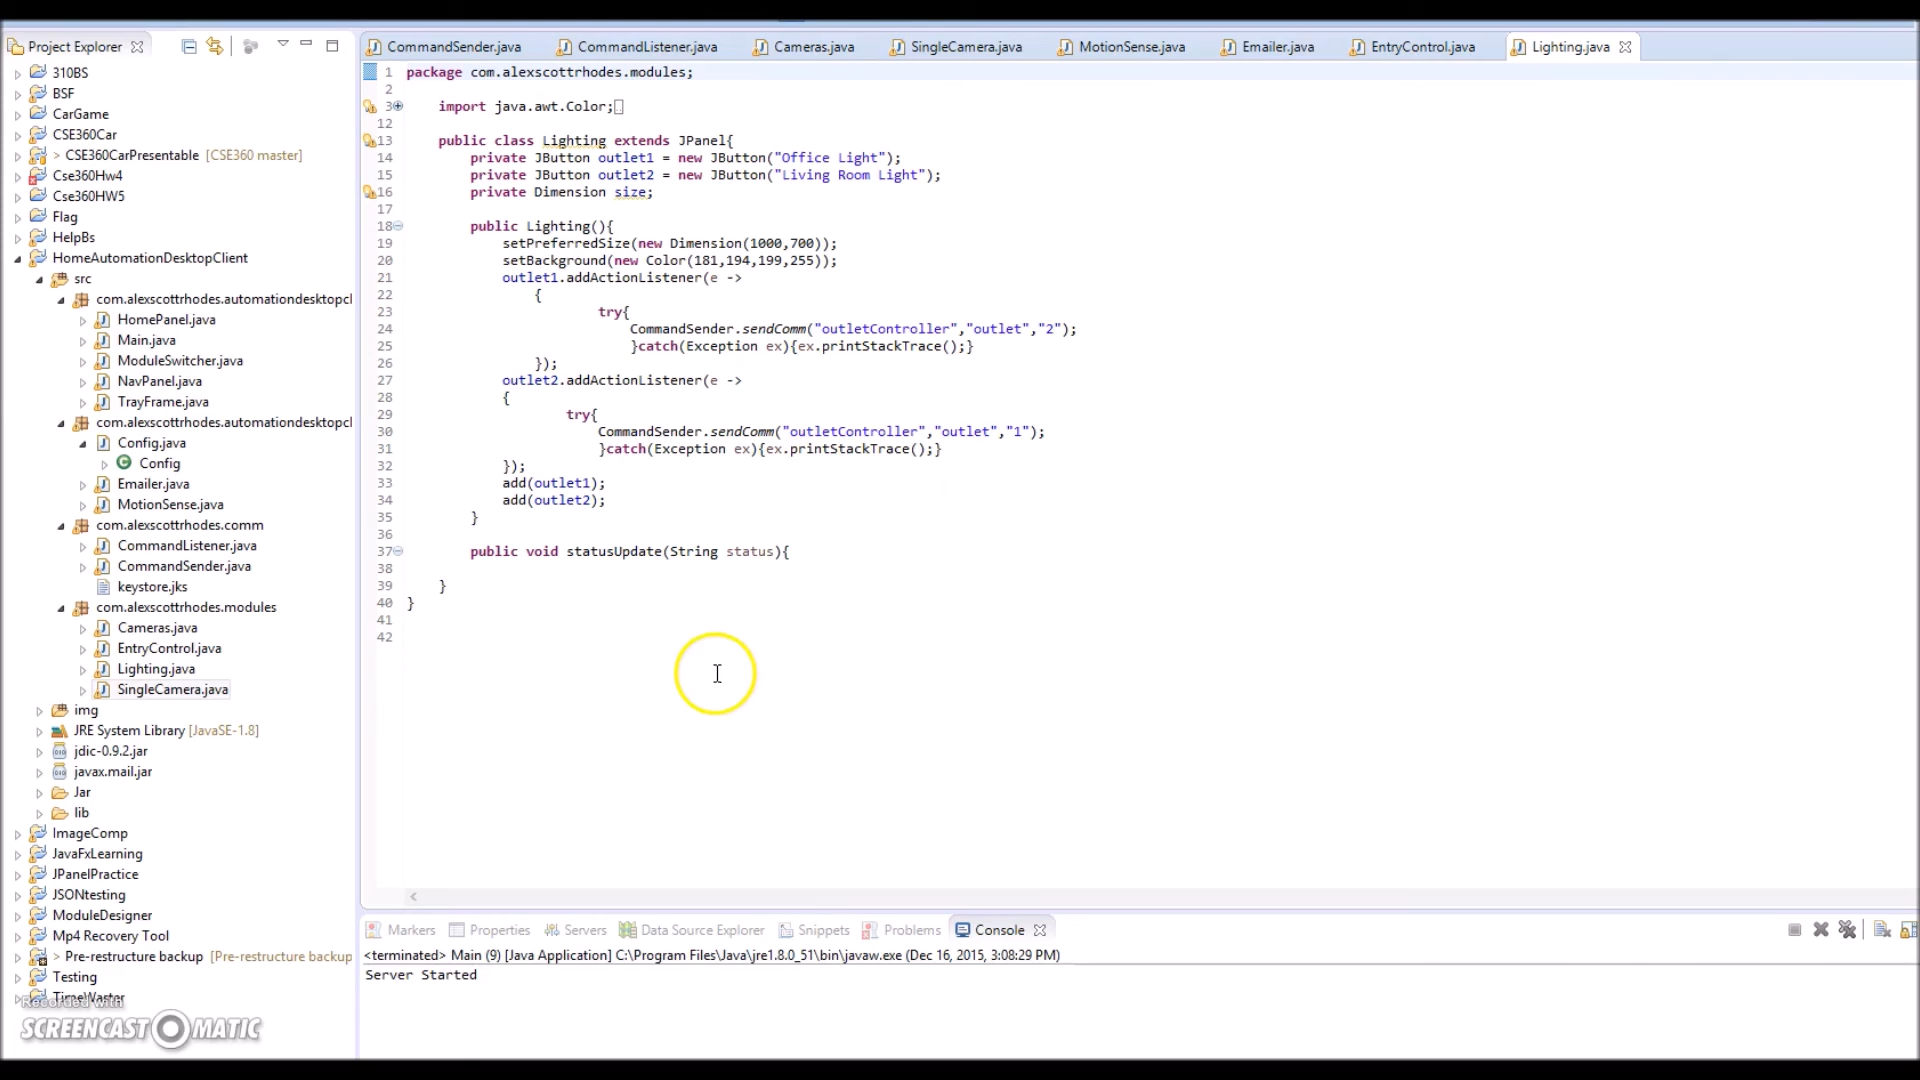 Project Explorer
310BS
BSF
CarGame
CSE360Car
> CSE360CarPresentable [CSE360 master]
Cse360Hw4
Cse360HW5
Flag
HelpBs
HomeAutomationDesktopClient
src
com.alexscottrhodes.automationdesktopcl
HomePanel.java
Main.java
ModuleSwitcher.java
NavPanel.java
TrayFrame.java
com.alexscottrhodes.automationdesktopcl
Config.java
Config
Emailer.java
MotionSense.java
com.alexscottrhodes.comm
CommandListener.java
CommandSender.java
keystore.jks
com.alexscottrhodes.modules
Cameras.java
EntryControl.java
Lighting.java
SingleCamera.java
img
JRE System Library [JavaSE-1.8]
jdic-0.9.2.jar
javax.mail.jar
Jar
lib
ImageComp
JavaFxLearning
JPanelPractice
JSONtesting
ModuleDesigner
Mp4 Recovery Tool
> Pre-restructure backup [Pre-restructure backup
Testing
TimeWaster
Recorded with
SCREENCAST-O-MATIC
CommandSender.java CommandListener.java Cameras.java SingleCamera.java MotionSense.java Emailer.java EntryControl.java Lighting.java
1 package com.alexscottrhodes.modules;
2
3 import java.awt.Color;
12
13 public class Lighting extends JPanel{
14 private JButton outlet1 = new JButton("Office Light");
15 private JButton outlet2 = new JButton("Living Room Light");
16 private Dimension size;
17
18 public Lighting(){
19 setPreferredSize(new Dimension(1000,700));
20 setBackground(new Color(181,194,199,255));
21 outlet1.addActionListener(e ->
22 {
23 try{
24 CommandSender.sendComm("outletController","outlet","2");
25 }catch(Exception ex){ex.printStackTrace();}
26 });
27 outlet2.addActionListener(e ->
28 {
29 try{
30 CommandSender.sendComm("outletController","outlet","1");
31 }catch(Exception ex){ex.printStackTrace();}
32 });
33 add(outlet1);
34 add(outlet2);
35 }
36
37 public void statusUpdate(String status){
38
39 }
40 }
41
42
Markers Properties Servers Data Source Explorer Snippets Problems Console
<terminated> Main (9) [Java Application] C:\Program Files\Java\jre1.8.0_51\bin\javaw.exe (Dec 16, 2015, 3:08:29 PM)
Server Started